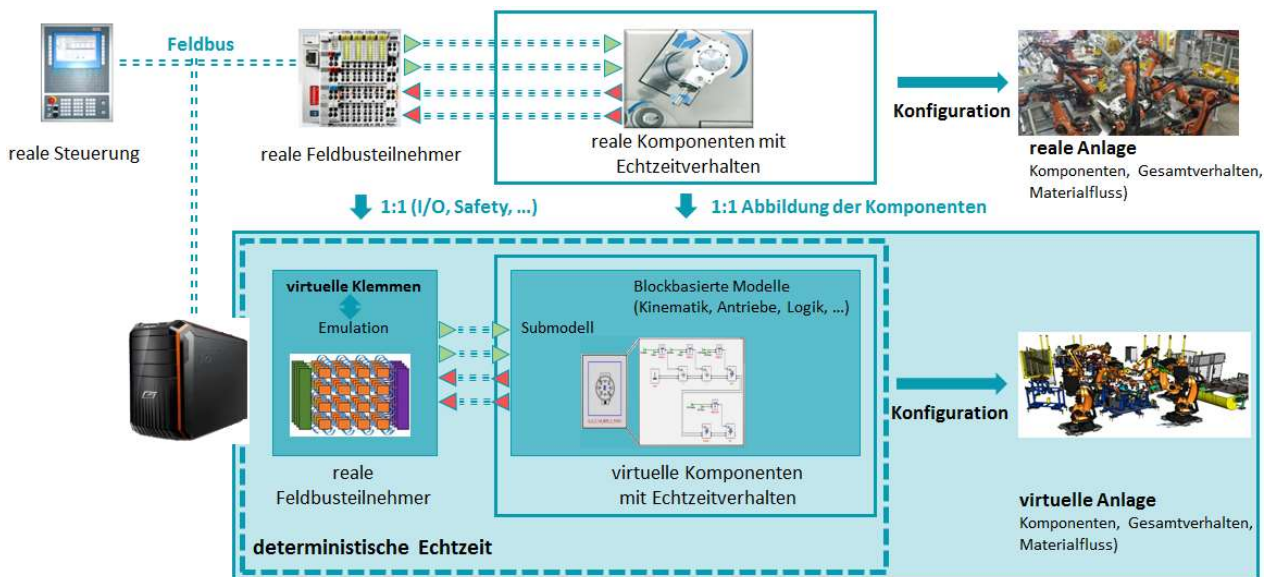 Feldbus
reale Steuerung
reale Feldbusteilnehmer
reale Komponenten mit
Echtzeitverhalten
Konfiguration
reale Anlage
Komponenten, Gesamtverhalten,
Materialfluss)
1:1 (I/O, Safety, ...)
1:1 Abbildung der Komponenten
virtuelle Klemmen
Emulation
reale
Feldbusteilnehmer
Blockbasierte Modelle
(Kinematik, Antriebe, Logik, ...)
Submodell
virtuelle Komponenten
mit Echtzeitverhalten
Konfiguration
virtuelle Anlage
Komponenten, Gesamtverhalten,
Materialfluss)
deterministische Echtzeit